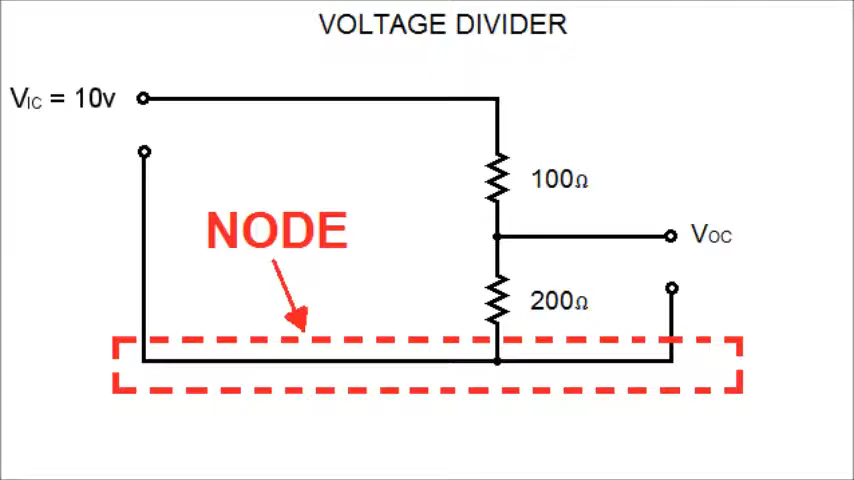 VOLTAGE DIVIDER
VIC = 10v
100Ω
NODE
VOC
200Ω